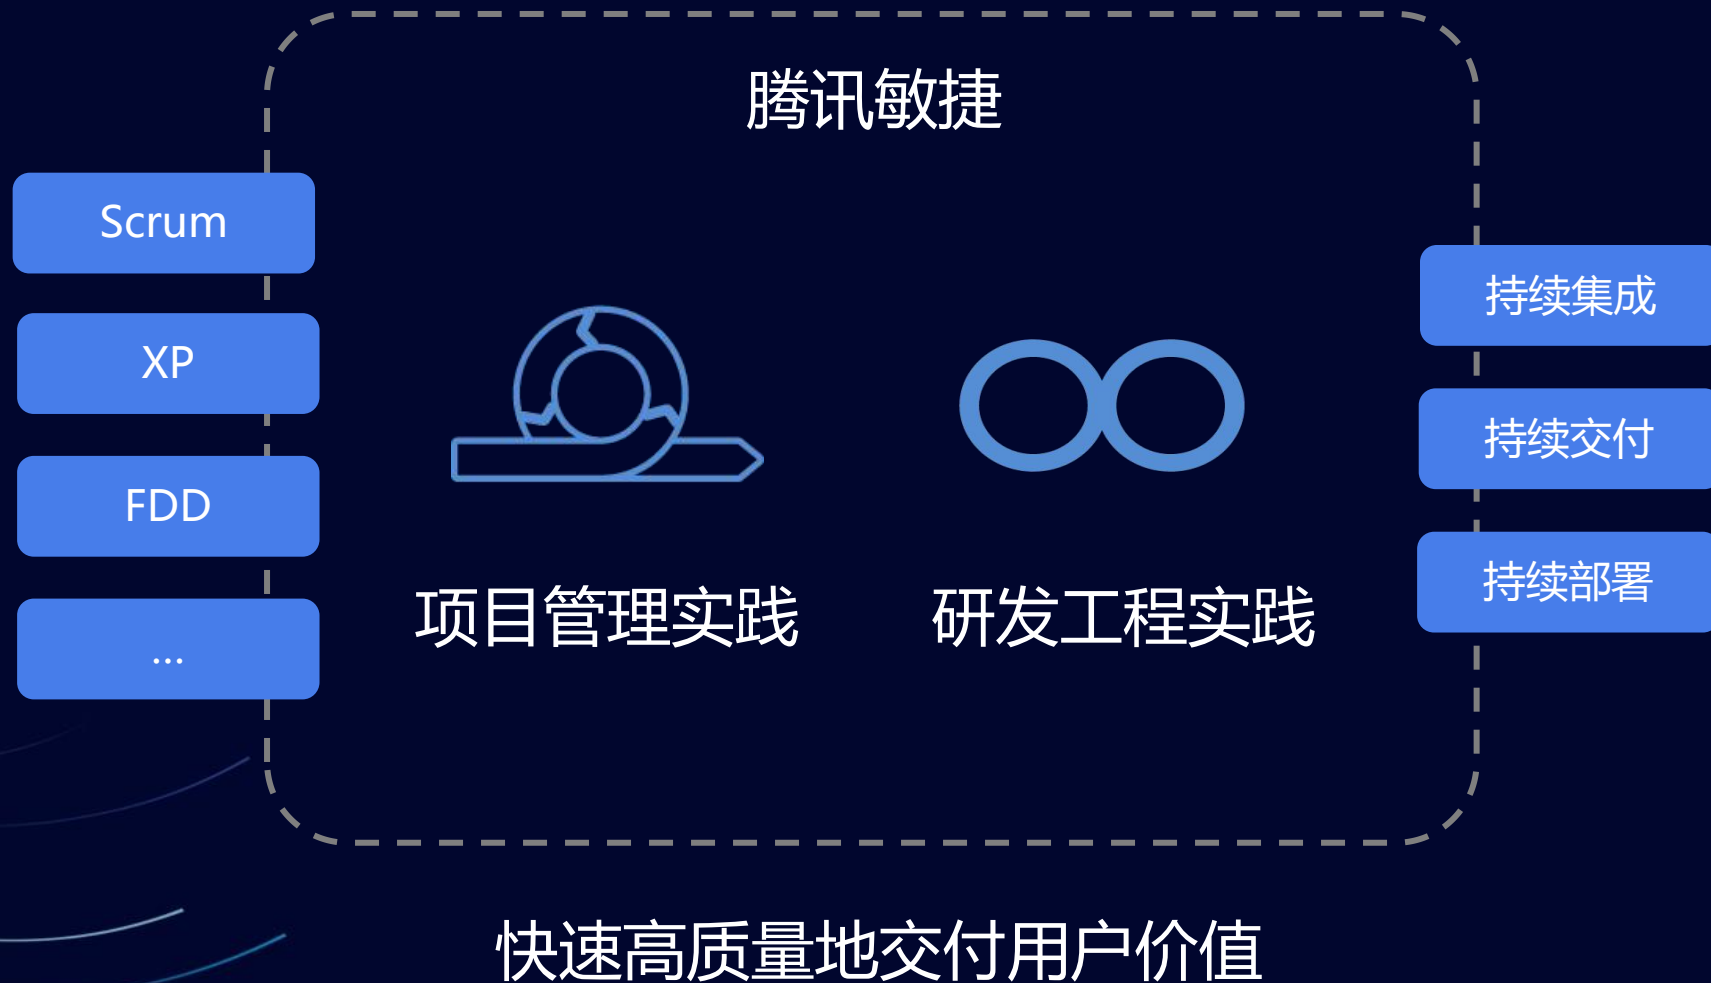 腾讯敏捷
Scrum
XP
FDD
...
项目管理实践
研发工程实践
持续集成
持续交付
持续部署
快速高质量地交付用户价值